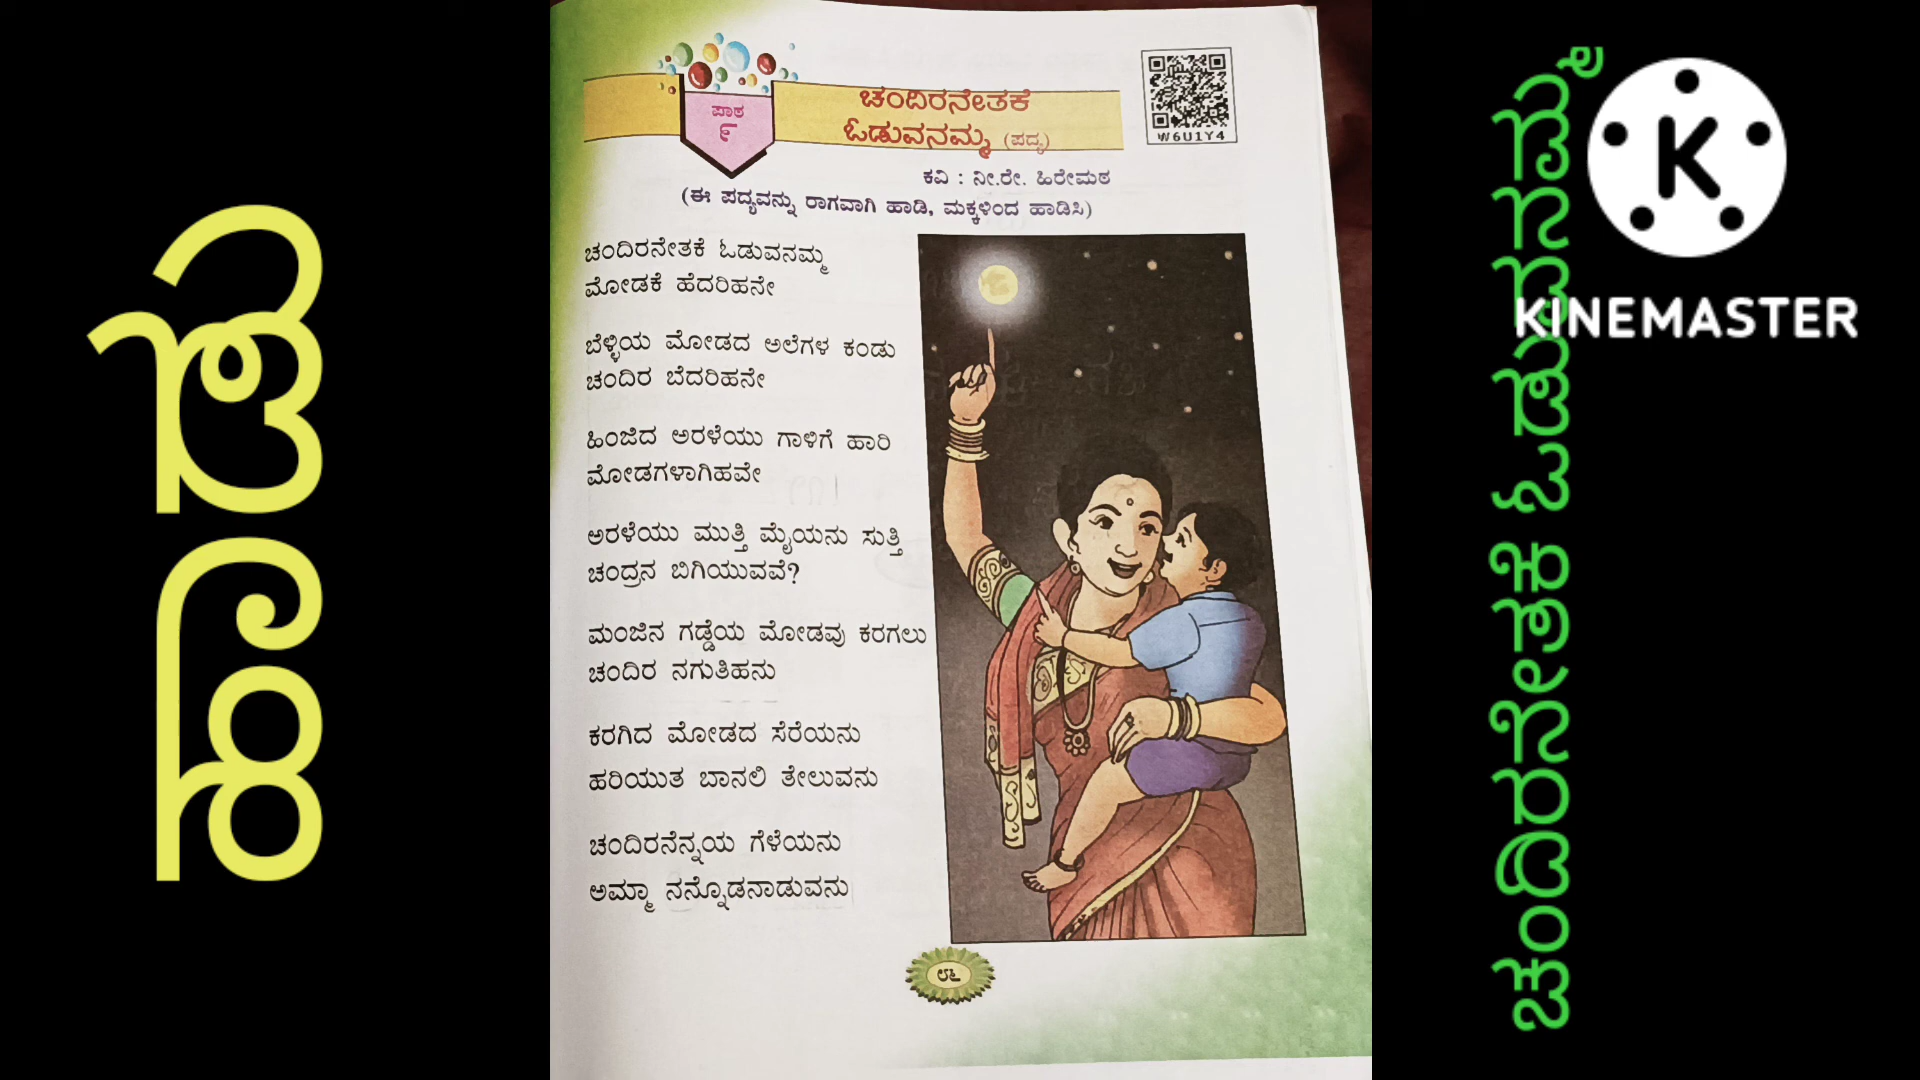 ಹಾಡು
ಪಾಠ
೯
ಚಂದಿರನೇತಕೆ
ಓಡುವನಮ್ಮ (ಪದ್ಯ)
W6U1Y4
ಕವಿ : ನೀ.ರೇ. ಹಿರೇಮಠ
(ಈ ಪದ್ಯವನ್ನು ರಾಗವಾಗಿ ಹಾಡಿ, ಮಕ್ಕಳಿಂದ ಹಾಡಿಸಿ)
ಚಂದಿರನೇತಕೆ ಓಡುವನಮ್ಮ
ಮೋಡಕೆ ಹೆದರಿಹನೇ
ಬೆಳ್ಳಿಯ ಮೋಡದ ಅಲೆಗಳ ಕಂಡು
ಚಂದಿರ ಬೆದರಿಹನೇ
ಹಿಂಜಿದ ಅರಳೆಯು ಗಾಳಿಗೆ ಹಾರಿ
ಮೋಡಗಳಾಗಿಹವೇ
ಅರಳೆಯು ಮುತ್ತಿ ಮೈಯನು ಸುತ್ತಿ
ಚಂದ್ರನ ಬಿಗಿಯುವವೆ?
ಮಂಜಿನ ಗಡ್ಡೆಯ ಮೋಡವು ಕರಗಲು
ಚಂದಿರ ನಗುತಿಹನು
ಕರಗಿದ ಮೋಡದ ಸೆರೆಯನು
ಹರಿಯುತ ಬಾನಲಿ ತೇಲುವನು
ಚಂದಿರನೆನ್ನಯ ಗೆಳೆಯನು
ಅಮ್ಮಾ ನನ್ನೊಡನಾಡುವನು
೮೬
ಚಂದಿರನೇತಕೆ ಓಡುವನಮ್ಮ
KINEMASTER